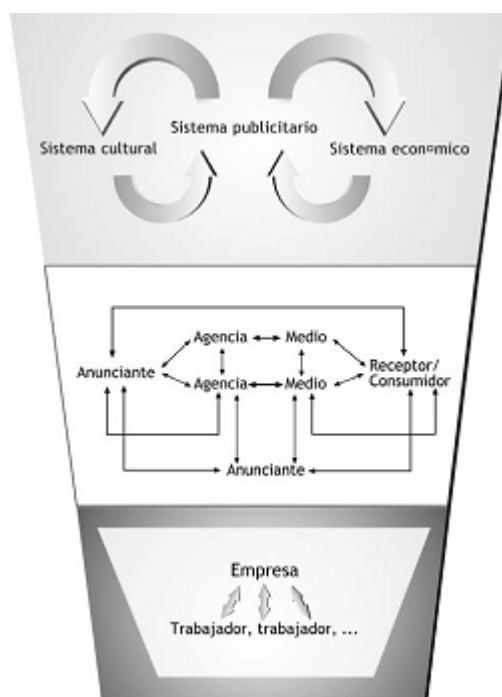 Sistema publicitario
Sistema cultural
Sistema econ¤mico
Agencia
Medio
Anunciante
Receptor/
Consumidor
Agencia
Medio
Anunciante
Empresa
Trabajador, trabajador, ...